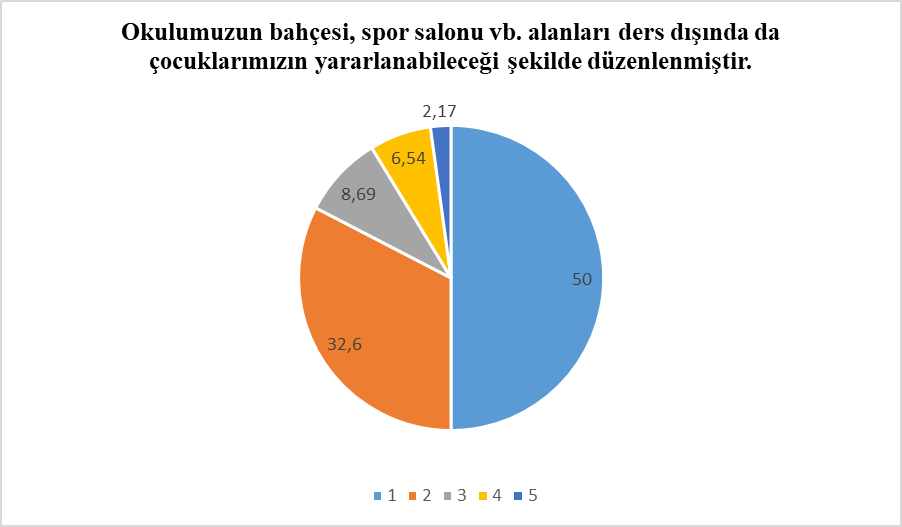 Okulumuzun bahçesi, spor salonu vb. alanları ders dışında da
çocuklarımızın yararlanabileceği şekilde düzenlenmiştir.
2,17
6,54
8,69
50
32,6
1 2 3 4 5